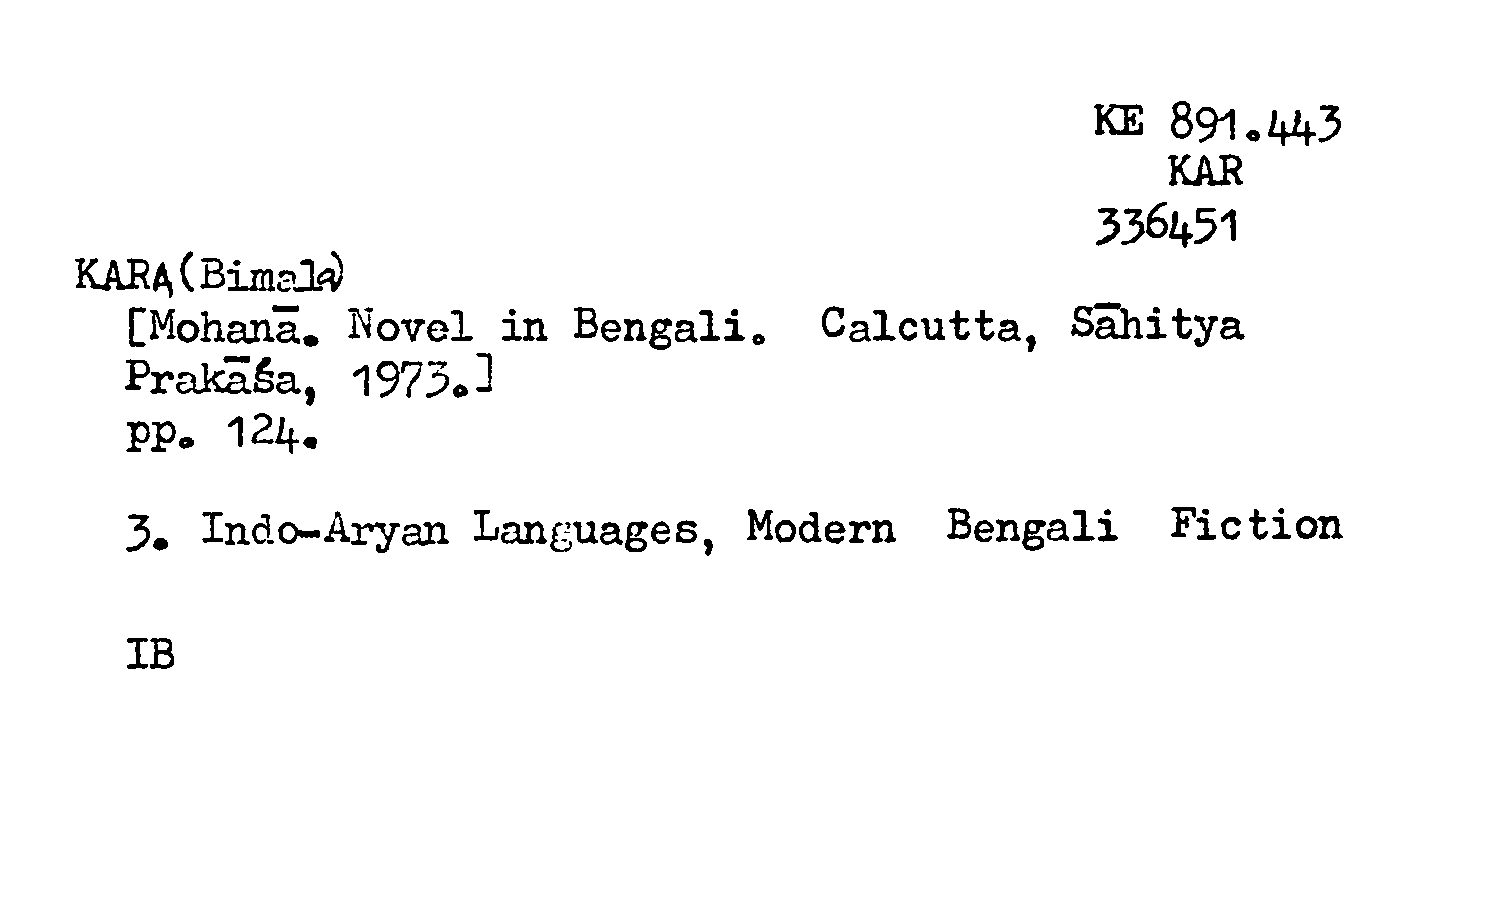 KE 891.443
KAR
336451
KARA (Bimala)
[Mohanā. Novel in Bengali. Calcutta, Sāhitya
Prakāśa, 1973.]
pp. 124.
3. Indo-Aryan Languages, Modern Bengali Fiction
IB